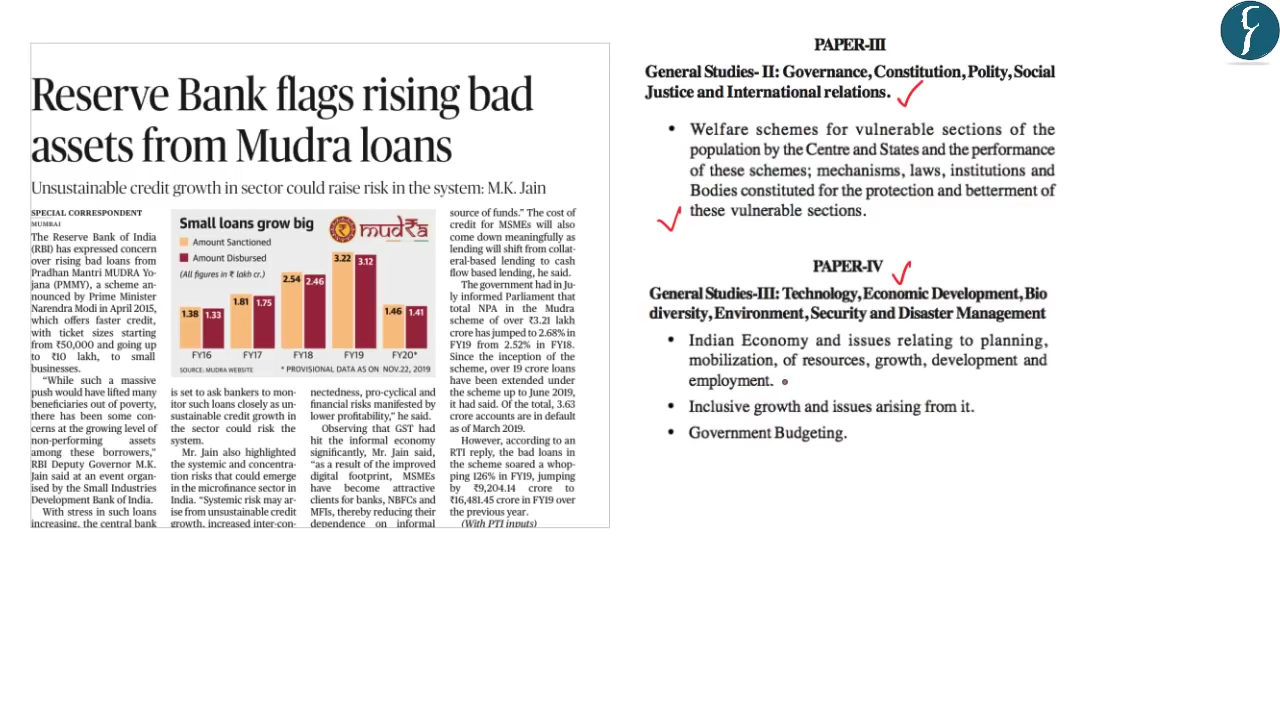 Reserve Bank flags rising bad
assets from Mudra loans
Unsustainable credit growth in sector could raise risk in the system: M.K. Jain
SPECIAL CORRESPONDENT
MUMBAI
The Reserve Bank of India
(RBI) has expressed concern
over rising bad loans from
Pradhan Mantri MUDRA Yo-
jana (PMMY), a scheme an-
nounced by Prime Minister
Narendra Modi in April 2015,
which offers faster credit,
with ticket sizes starting
from ₹50,000 and going up
to ₹10 lakh, to small
businesses.
“While such a massive
push would have lifted many
beneficiaries out of poverty,
there has been some con-
cerns at the growing level of
non-performing assets
among these borrowers,”
RBI Deputy Governor M.K.
Jain said at an event organ-
ised by the Small Industries
Development Bank of India.
With stress in such loans
increasing, the central bank
Small loans grow big
mudra
Amount Sanctioned
Amount Disbursed
(All figures in ₹ lakh cr.)
1.38 1.33
1.81 1.75
2.54 2.46
3.22 3.12
1.46 1.41
FY16 FY17 FY18 FY19 FY20*
SOURCE: MUDRA WEBSITE * PROVISIONAL DATA AS ON NOV.22, 2019
is set to ask bankers to mon-
itor such loans closely as un-
sustainable credit growth in
the sector could risk the
system.
Mr. Jain also highlighted
the systemic and concentra-
tion risks that could emerge
in the microfinance sector in
India. “Systemic risk may ar-
ise from unsustainable credit
growth, increased inter-con-
nectedness, pro-cyclical and
financial risks manifested by
lower profitability,” he said.
Observing that GST had
hit the informal economy
significantly, Mr. Jain said,
“as a result of the improved
digital footprint, MSMEs
have become attractive
clients for banks, NBFCs and
MFIs, thereby reducing their
dependence on informal
source of funds.” The cost of
credit for MSMEs will also
come down meaningfully as
lending will shift from collat-
eral-based lending to cash
flow based lending, he said.
The government had in Ju-
ly informed Parliament that
total NPA in the Mudra
scheme of over ₹3.21 lakh
crore has jumped to 2.68% in
FY19 from 2.52% in FY18.
Since the inception of the
scheme, over 19 crore loans
have been extended under
the scheme up to June 2019,
it had said. Of the total, 3.63
crore accounts are in default
as of March 2019.
However, according to an
RTI reply, the bad loans in
the scheme soared a whop-
ping 126% in FY19, jumping
by ₹9,204.14 crore to
₹16,481.45 crore in FY19 over
the previous year.
(With PTI inputs)
PAPER-III
General Studies- II: Governance, Constitution, Polity, Social
Justice and International relations.
• Welfare schemes for vulnerable sections of the
population by the Centre and States and the performance
of these schemes; mechanisms, laws, institutions and
Bodies constituted for the protection and betterment of
these vulnerable sections.
PAPER-IV
General Studies-III: Technology, Economic Development, Bio
diversity, Environment, Security and Disaster Management
• Indian Economy and issues relating to planning,
mobilization, of resources, growth, development and
employment.
• Inclusive growth and issues arising from it.
• Government Budgeting.